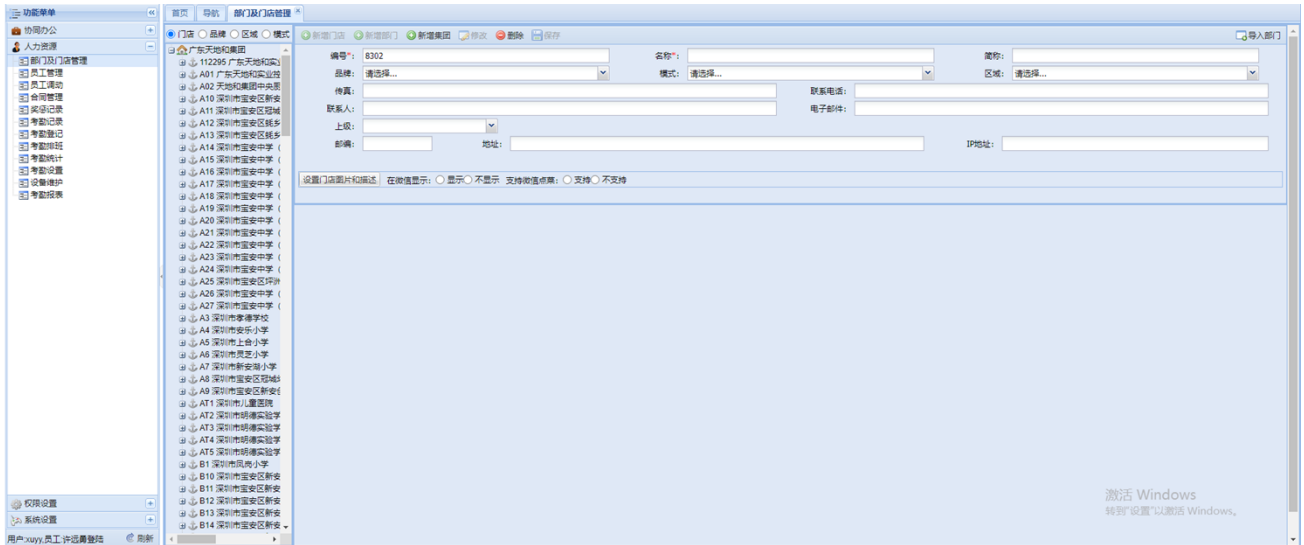 功能菜单
协同办公
人力资源
部门及门店管理
员工管理
员工调动
合同管理
奖惩记录
考勤记录
考勤登记
考勤排班
考勤统计
考勤设置
设备维护
考勤报表
权限设置
系统设置
用户:xuyy,员工:许远勇登陆 刷新
首页 导航 部门及门店管理
门店 品牌 区域 模式
广东天地和集团
112295 广东天地和实业
A01 广东天地和实业控
A02 天地和集团中央厨
A10 深圳市宝安区新安
A11 深圳市宝安区冠城
A12 深圳市宝安区
A13 深圳市宝安区
A14 深圳市宝安中学（
A15 深圳市宝安中学（
A16 深圳市宝安中学（
A17 深圳市宝安中学（
A18 深圳市宝安中学（
A19 深圳市宝安中学（
A20 深圳市宝安中学（
A21 深圳市宝安中学（
A22 深圳市宝安中学（
A23 深圳市宝安中学（
A24 深圳市宝安中学（
A25 深圳市宝安区坪洲
A26 深圳市宝安中学（
A27 深圳市宝安中学（
A3 深圳市孝德学校
A4 深圳市安乐小学
A5 深圳市上合小学
A6 深圳市灵芝小学
A7 深圳市新安湖小学
A8 深圳市宝安区冠城
A9 深圳市宝安区新安
AT1 深圳市儿童医院
AT2 深圳市明德实验学
AT3 深圳市明德实验学
AT4 深圳市明德实验学
AT5 深圳市明德实验学
B1 深圳市凤岗小学
B10 深圳市宝安区新安
B11 深圳市宝安区新安
B12 深圳市宝安区新安
B13 深圳市宝安区新安
B14 深圳市宝安区新安
新增门店 新增部门 新增集团 修改 删除 保存 导入部门
编号*: 8302 名称*: 简称:
品牌: 请选择... 模式: 请选择... 区域: 请选择...
传真: 联系电话:
联系人: 电子邮件:
上级:
邮编: 地址: IP地址:
设置门店图片和描述 在微信显示: 显示 不显示 支持微信点菜: 支持 不支持
激活 Windows
转到"设置"以激活 Windows。